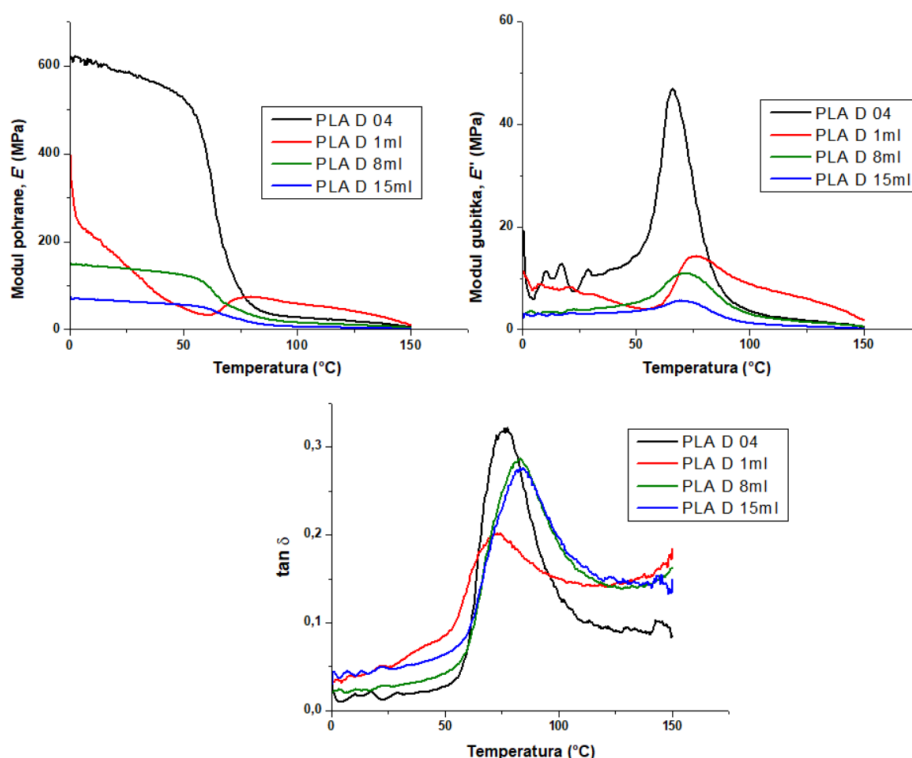 Modul pohrane, E' (MPa)
600
400
200
0
0
50
100
150
Temperatura (°C)
PLA D 04
PLA D 1ml
PLA D 8ml
PLA D 15ml
Modul gubitka, E'' (MPa)
60
40
20
0
0
50
100
150
Temperatura (°C)
PLA D 04
PLA D 1ml
PLA D 8ml
PLA D 15ml
tan δ
0,3
0,2
0,1
0,0
0
50
100
150
Temperatura (°C)
PLA D 04
PLA D 1ml
PLA D 8ml
PLA D 15ml